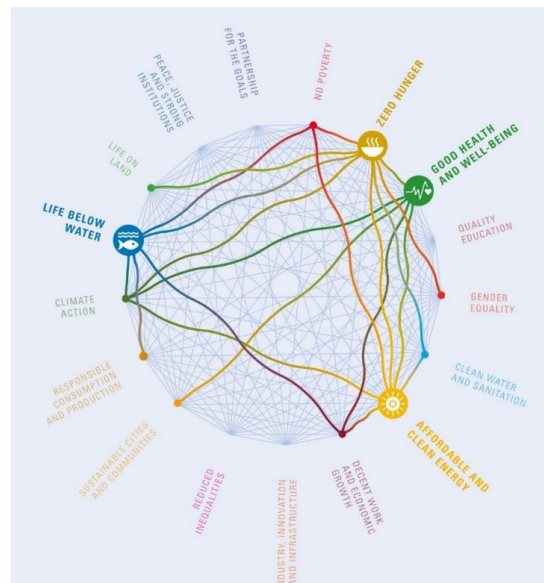 NO POVERTY
ZERO HUNGER
GOOD HEALTH
AND WELL-BEING
QUALITY
EDUCATION
GENDER
EQUALITY
CLEAN WATER
AND SANITATION
AFFORDABLE AND
CLEAN ENERGY
DECENT WORK
AND ECONOMIC
GROWTH
INDUSTRY, INNOVATION
AND INFRASTRUCTURE
REDUCED
INEQUALITIES
SUSTAINABLE CITIES
AND COMMUNITIES
RESPONSIBLE
CONSUMPTION
AND PRODUCTION
CLIMATE
ACTION
LIFE BELOW
WATER
LIFE ON
LAND
PEACE, JUSTICE
AND STRONG
INSTITUTIONS
PARTNERSHIP
FOR THE GOALS